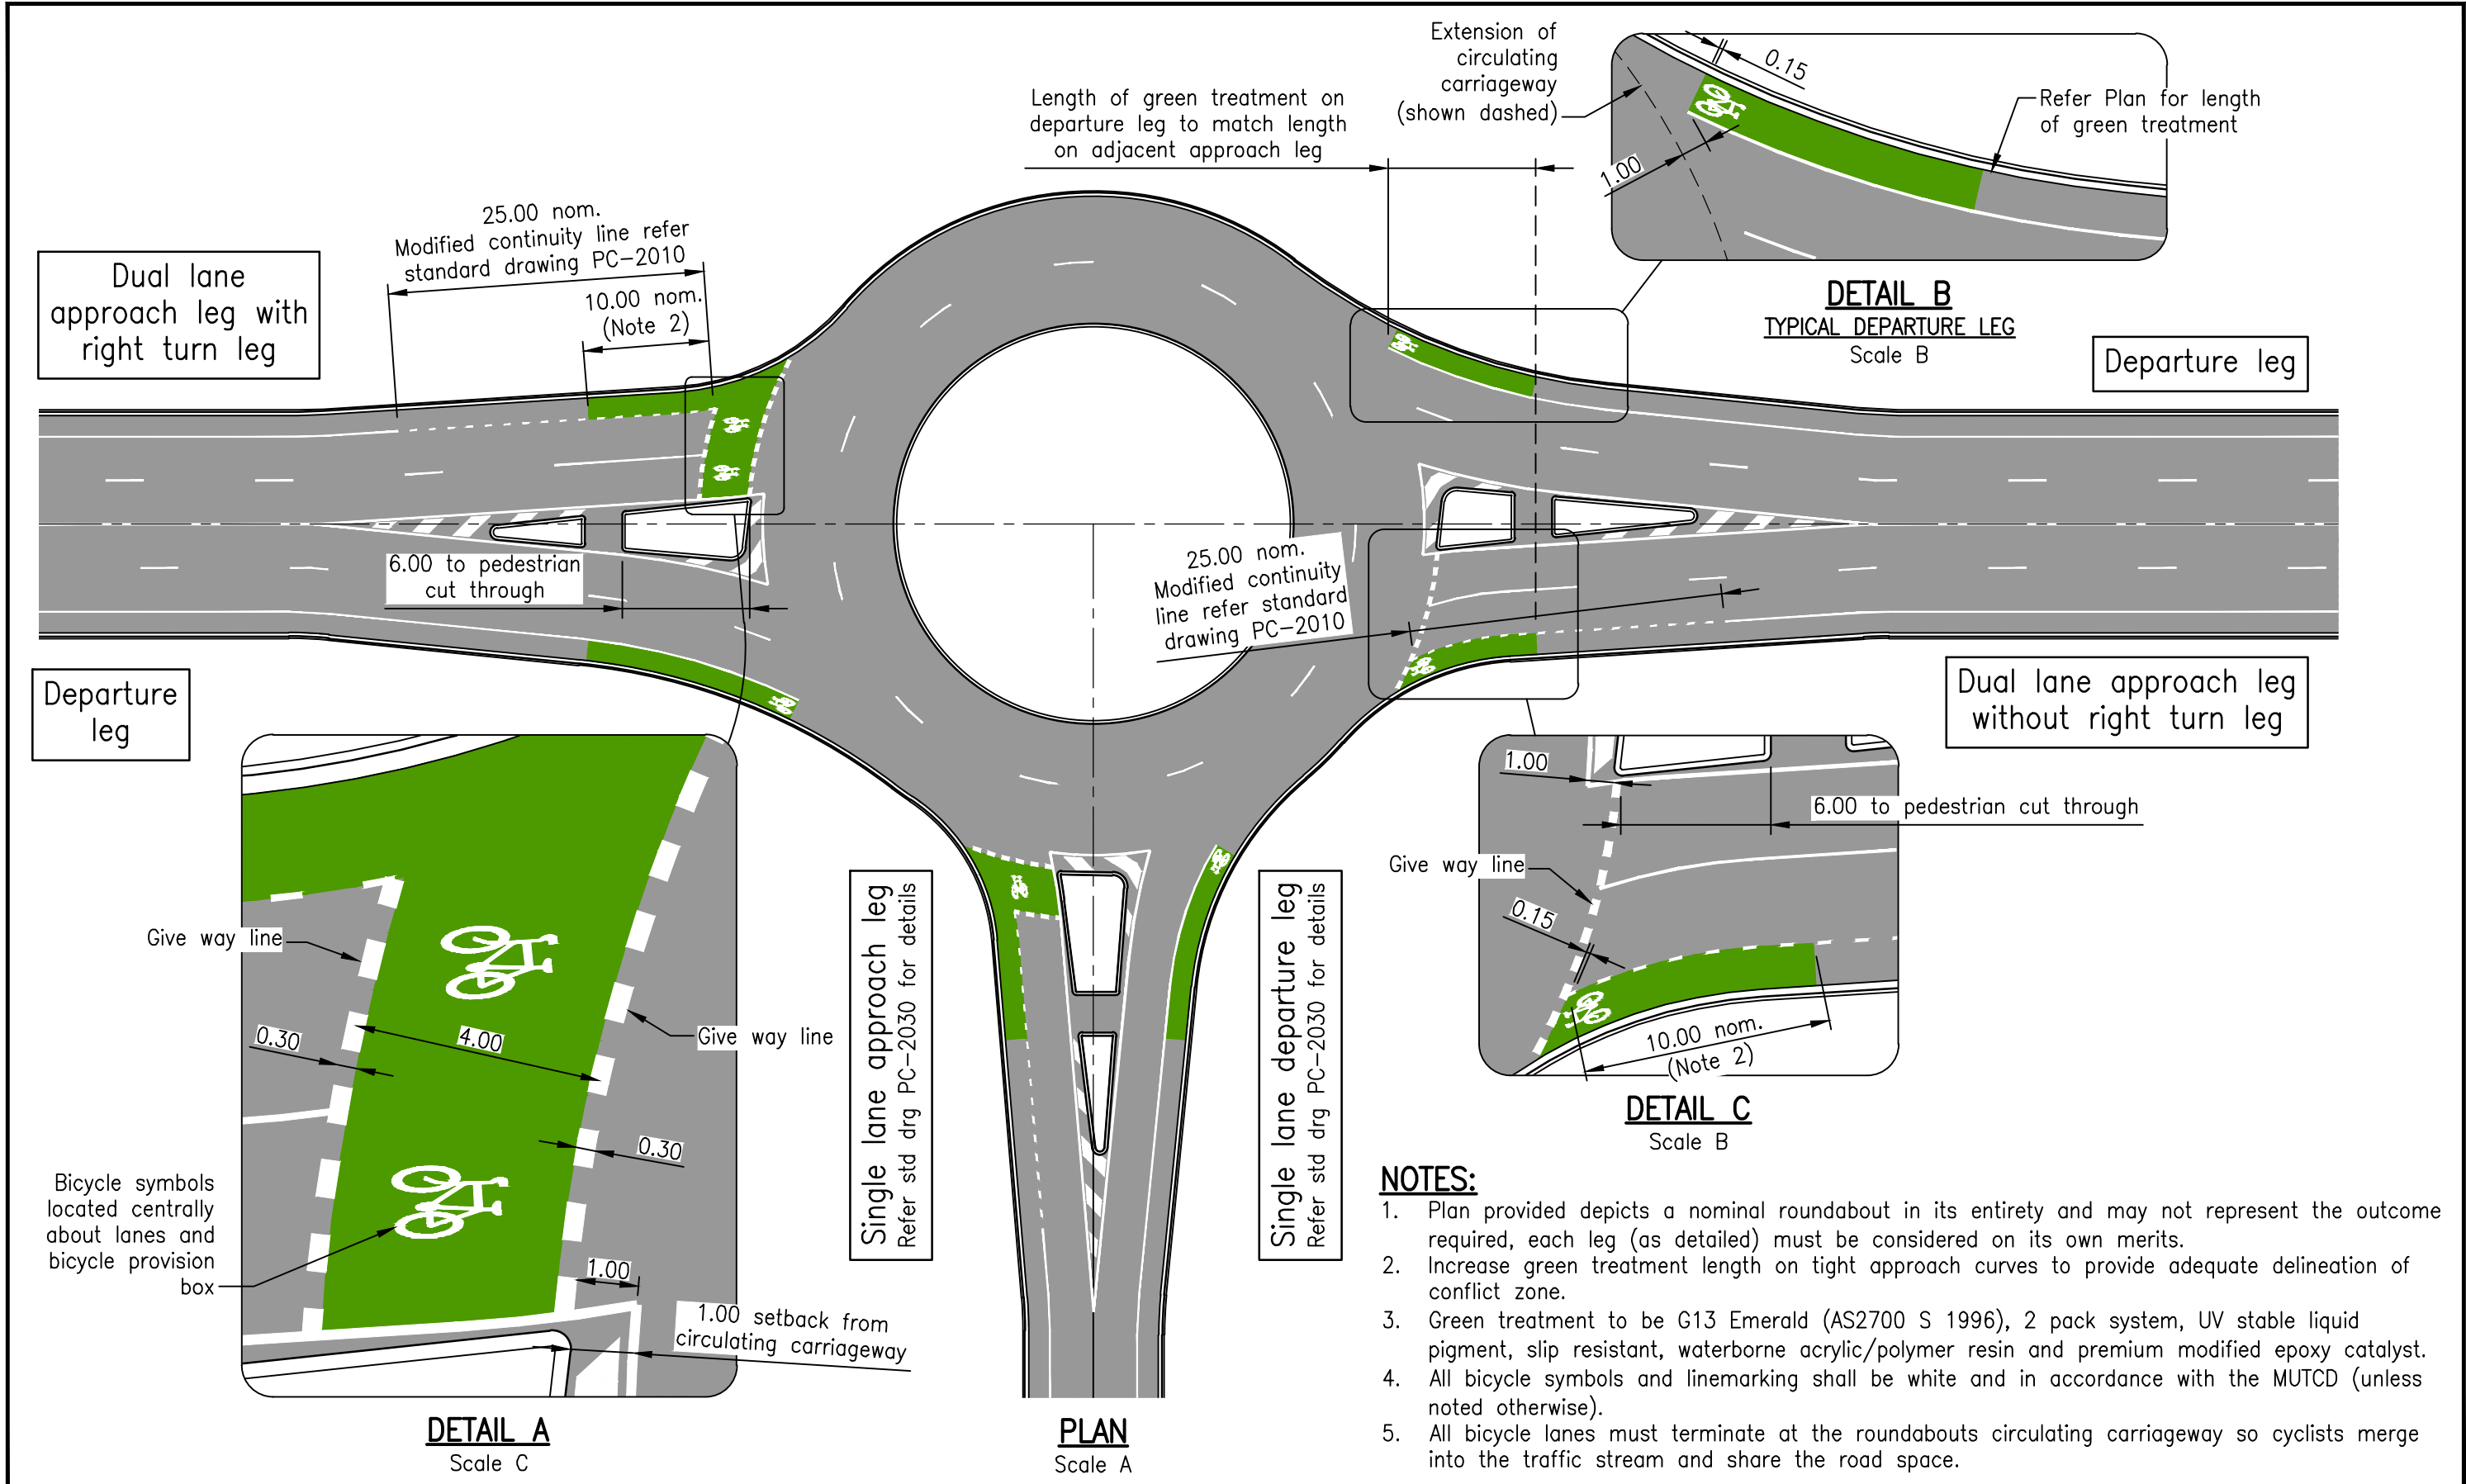 Extension of
circulating
carriageway
(shown dashed)
0.15
Refer Plan for length
of green treatment
1.00
DETAIL B
TYPICAL DEPARTURE LEG
Scale B
Length of green treatment on
departure leg to match length
on adjacent approach leg
25.00 nom.
Modified continuity line refer
standard drawing PC-2010
10.00 nom.
(Note 2)
Dual lane
approach leg with
right turn leg
Departure leg
6.00 to pedestrian
cut through
25.00 nom.
Modified continuity
line refer standard
drawing PC-2010
Departure
leg
Dual lane approach leg
without right turn leg
Give way line
0.30
4.00
Give way line
0.30
Bicycle symbols
located centrally
about lanes and
bicycle provision
box
1.00
1.00 setback from
circulating carriageway
DETAIL A
Scale C
Single lane approach leg
Refer std drg PC-2030 for details
Single lane departure leg
Refer std drg PC-2030 for details
PLAN
Scale A
1.00
6.00 to pedestrian cut through
Give way line
0.15
10.00 nom.
(Note 2)
DETAIL C
Scale B
NOTES:
1. Plan provided depicts a nominal roundabout in its entirety and may not represent the outcome
required, each leg (as detailed) must be considered on its own merits.
2. Increase green treatment length on tight approach curves to provide adequate delineation of
conflict zone.
3. Green treatment to be G13 Emerald (AS2700 S 1996), 2 pack system, UV stable liquid
pigment, slip resistant, waterborne acrylic/polymer resin and premium modified epoxy catalyst.
4. All bicycle symbols and linemarking shall be white and in accordance with the MUTCD (unless
noted otherwise).
5. All bicycle lanes must terminate at the roundabouts circulating carriageway so cyclists merge
into the traffic stream and share the road space.